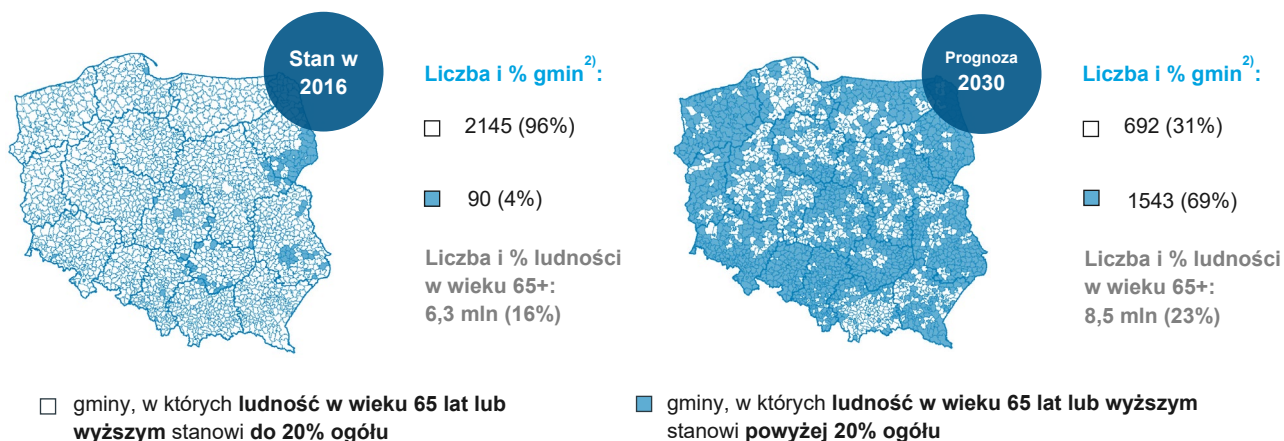 Stan w
2016
Liczba i % gmin2):
2145 (96%)
90 (4%)
Liczba i % ludności
w wieku 65+:
6,3 mln (16%)
Prognoza
2030
Liczba i % gmin2):
692 (31%)
1543 (69%)
Liczba i % ludności
w wieku 65+:
8,5 mln (23%)
gminy, w których ludność w wieku 65 lat lub
wyższym stanowi do 20% ogółu
gminy, w których ludność w wieku 65 lat lub wyższym
stanowi powyżej 20% ogółu